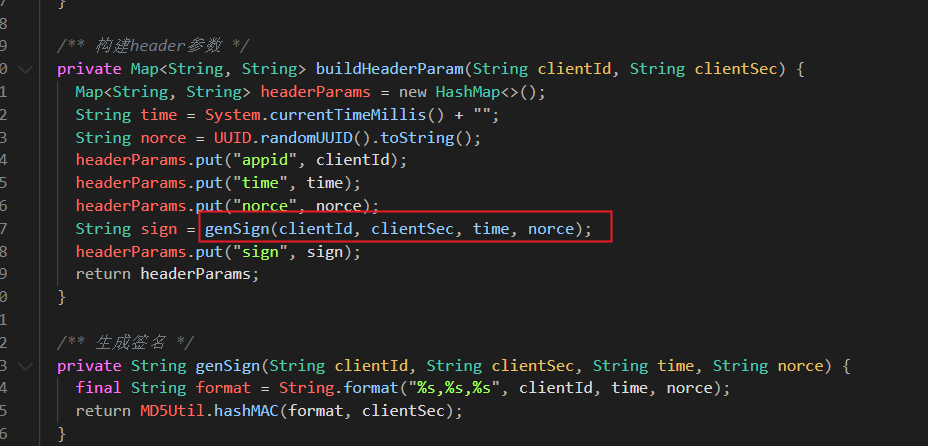 7 }
8
9 /** 构建header参数 */
0 private Map<String, String> buildHeaderParam(String clientId, String clientSec) {
1 Map<String, String> headerParams = new HashMap<>();
2 String time = System.currentTimeMillis() + "";
3 String norce = UUID.randomUUID().toString();
4 headerParams.put("appid", clientId);
5 headerParams.put("time", time);
6 headerParams.put("norce", norce);
7 String sign = genSign(clientId, clientSec, time, norce);
8 headerParams.put("sign", sign);
9 return headerParams;
0 }
1
2 /** 生成签名 */
3 private String genSign(String clientId, String clientSec, String time, String norce) {
4 final String format = String.format("%s,%s,%s", clientId, time, norce);
5 return MD5Util.hashMAC(format, clientSec);
6 }